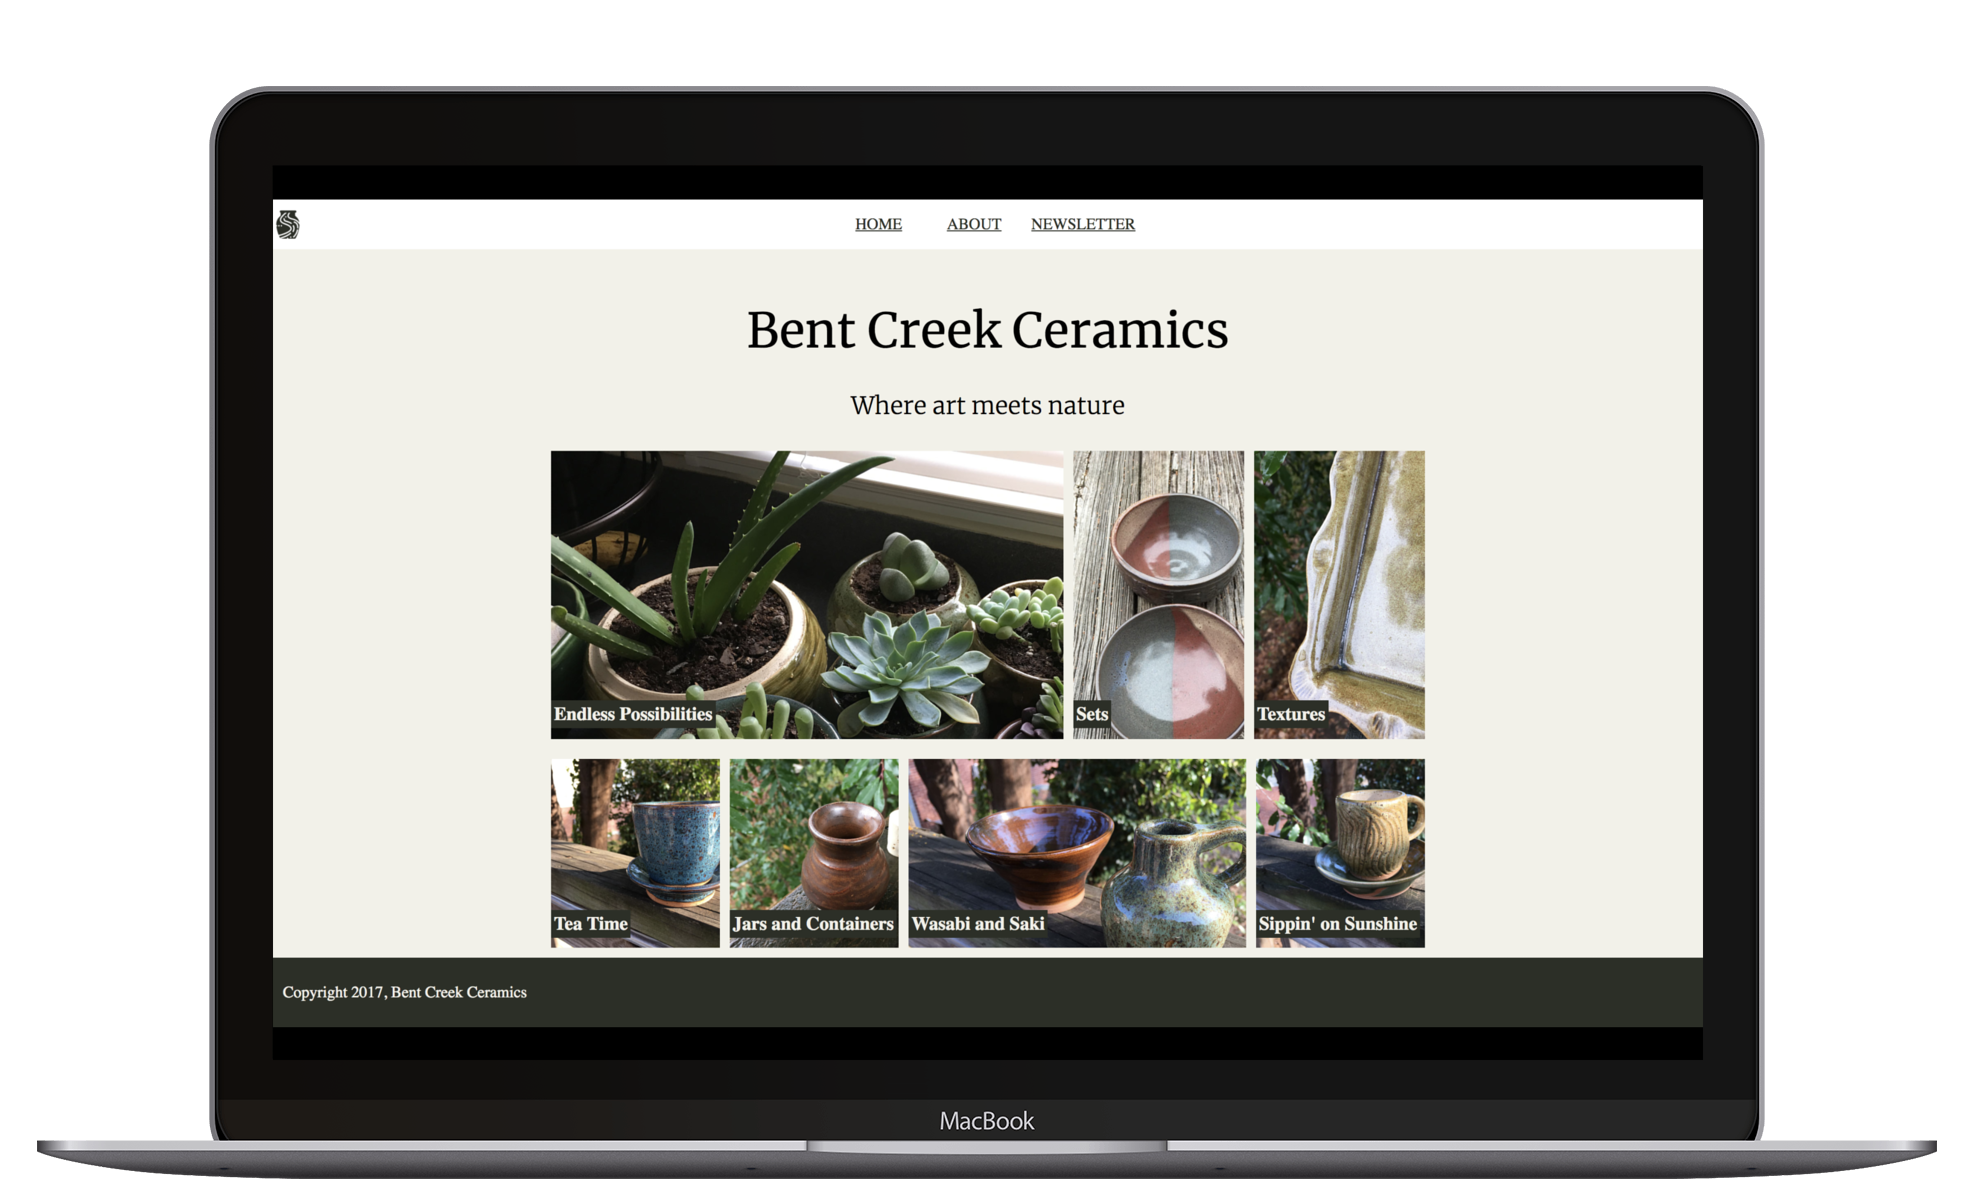 HOME ABOUT NEWSLETTER
Bent Creek Ceramics
Where art meets nature
Endless Possibilities
Sets
Textures
Tea Time
Jars and Containers
Wasabi and Saki
Sippin' on Sunshine
Copyright 2017, Bent Creek Ceramics
MacBook